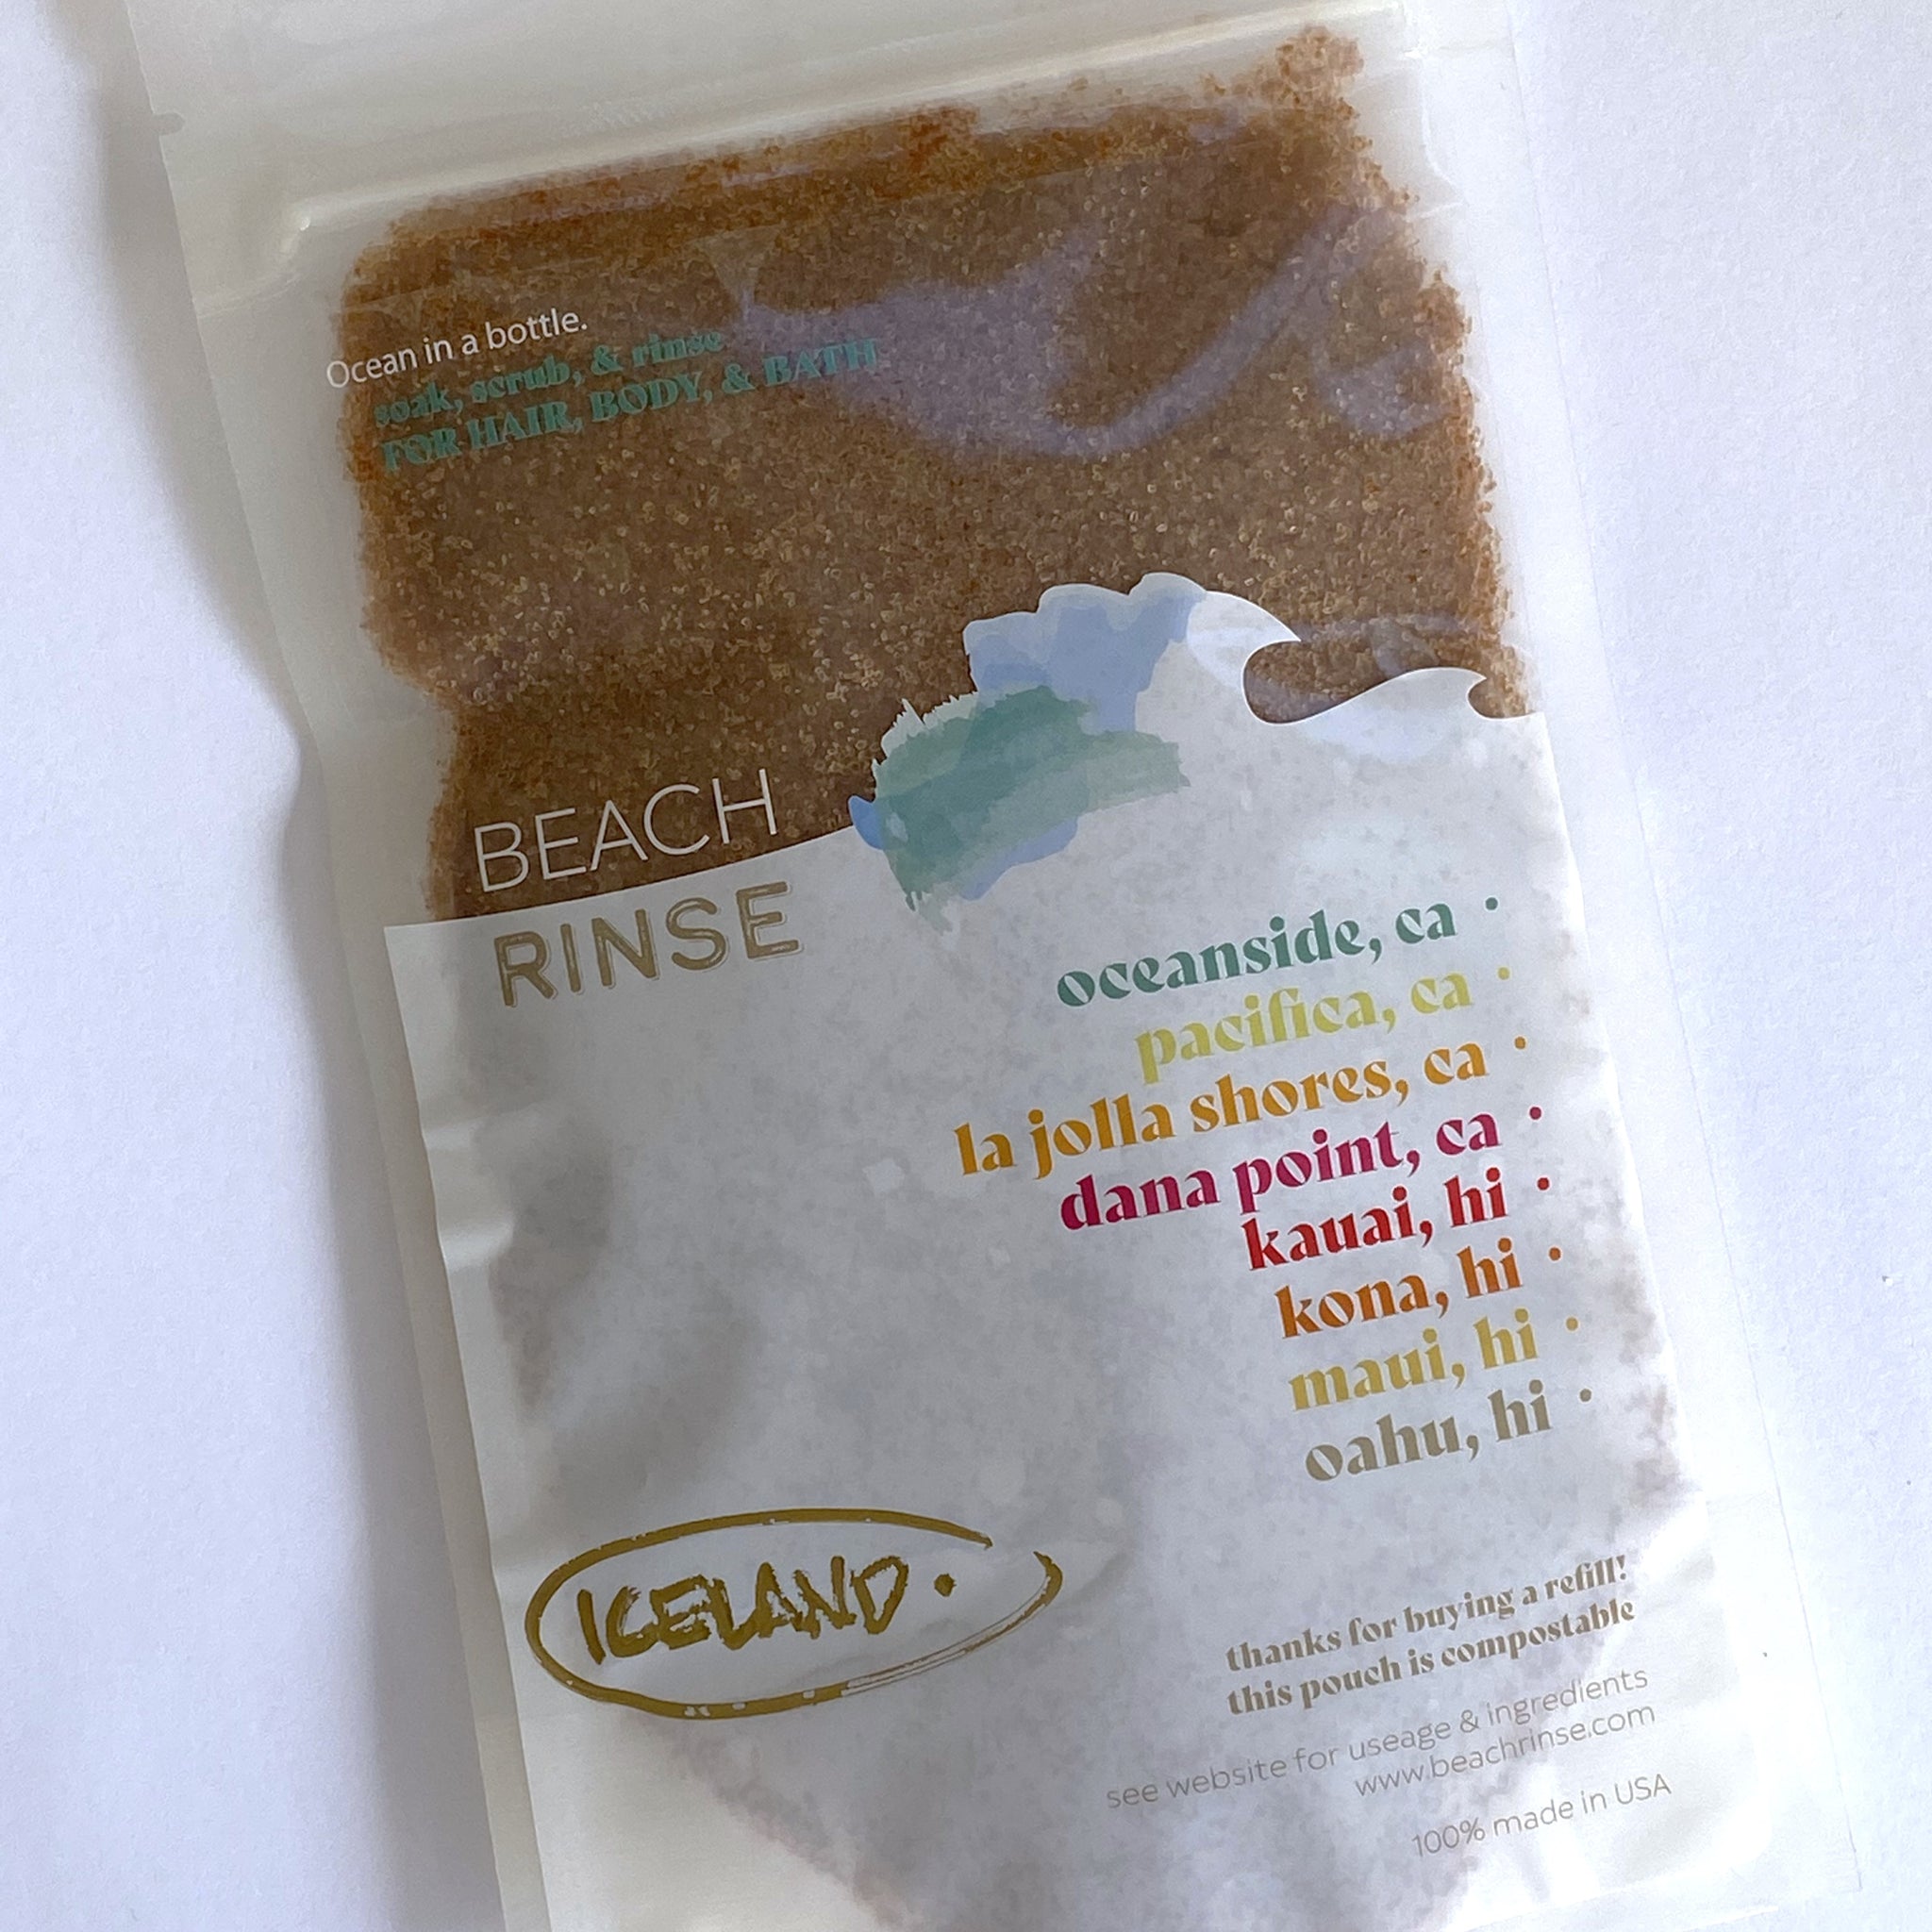 Ocean in a bottle.
soak, scrub, & rinse
FOR HAIR, BODY, & BATH
BEACH
RINSE
oceanside, ca •
pacifica, ca •
la jolla shores, ca •
dana point, ca •
kauai, hi •
kona, hi •
maui, hi •
oahu, hi •
ICELAND •
thanks for buying a refill!
this pouch is compostable
see website for useage & ingredients
www.beachrinse.com
100% made in USA